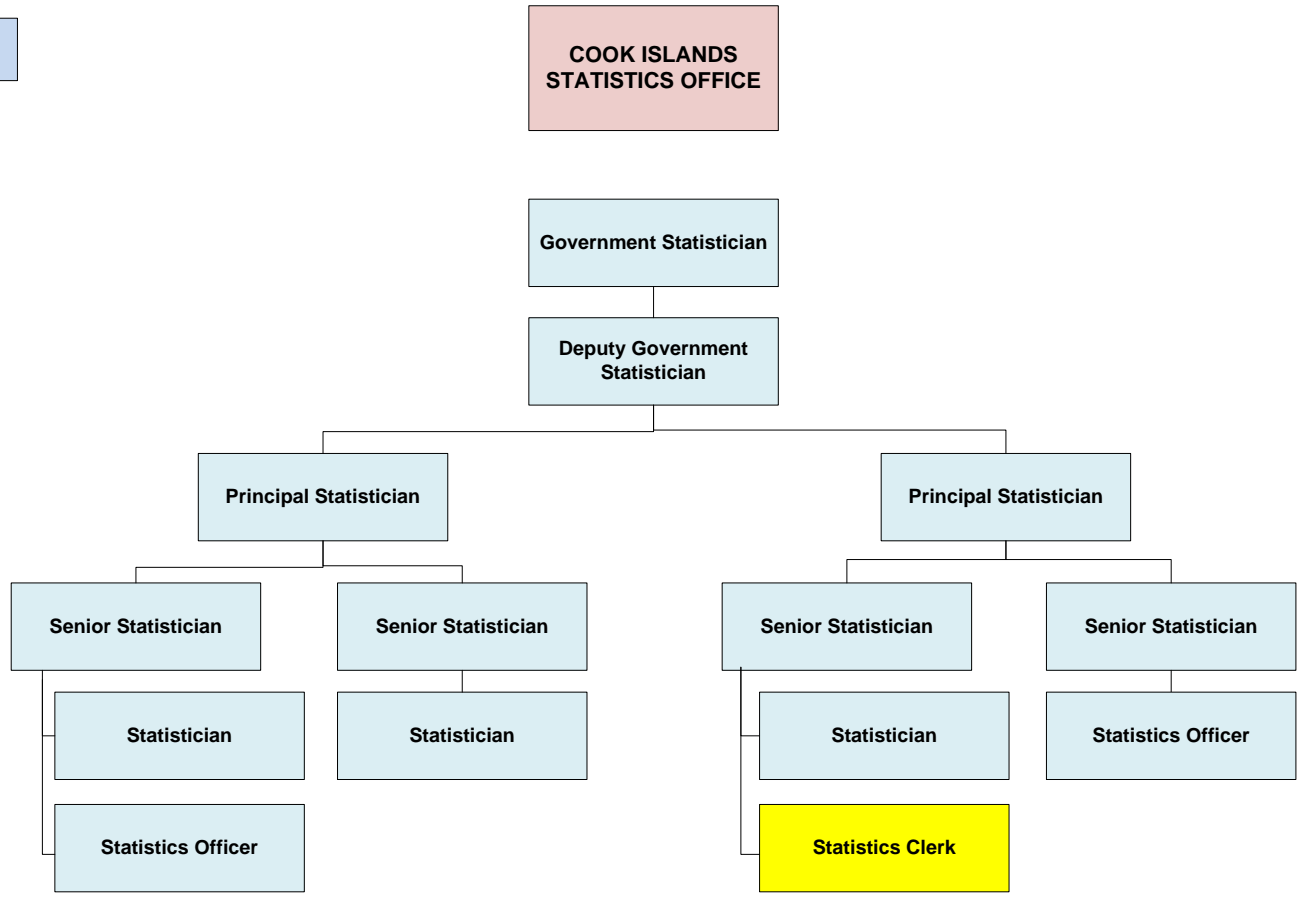 COOK ISLANDS
STATISTICS OFFICE
Government Statistician
Deputy Government
Statistician
Principal Statistician
Principal Statistician
Senior Statistician
Senior Statistician
Senior Statistician
Senior Statistician
Statistician
Statistician
Statistician
Statistics Officer
Statistics Officer
Statistics Clerk